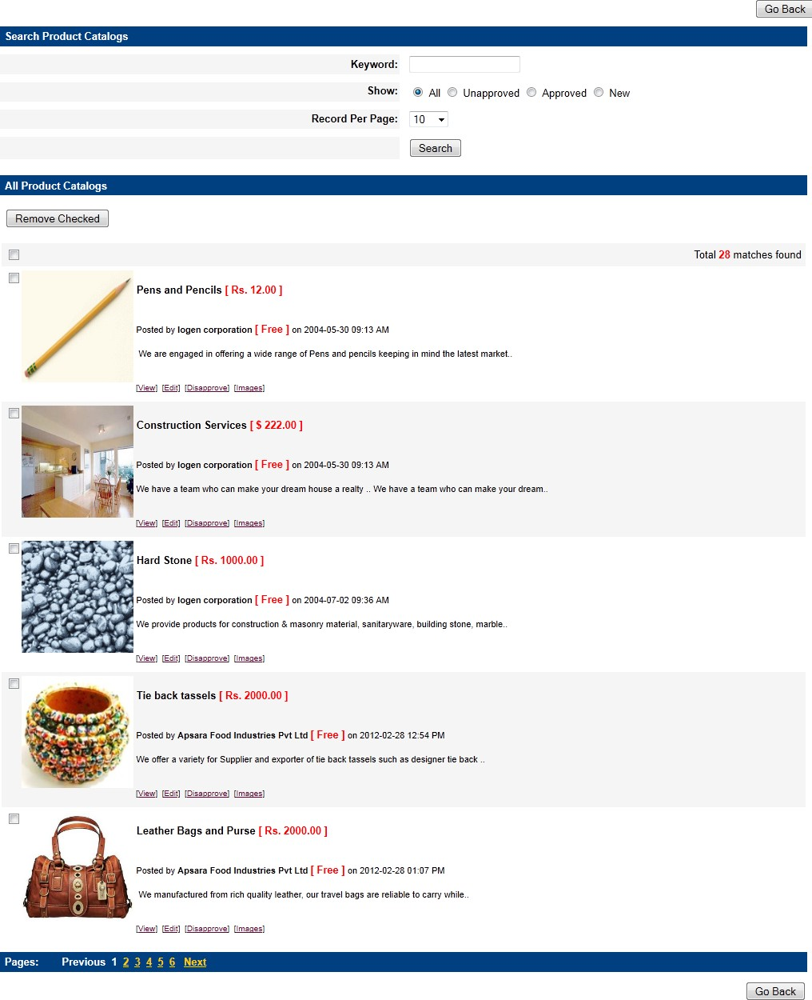 Go Back
Search Product Catalogs
Keyword:
Show: All Unapproved Approved New
Record Per Page: 10
Search
All Product Catalogs
Remove Checked
Total 28 matches found
Pens and Pencils [ Rs. 12.00 ]
Posted by logen corporation [ Free ] on 2004-05-30 09:13 AM
We are engaged in offering a wide range of Pens and pencils keeping in mind the latest market..
[View] [Edit] [Disapprove] [Images]
Construction Services [ $ 222.00 ]
Posted by logen corporation [ Free ] on 2004-05-30 09:13 AM
We have a team who can make your dream house a realty .. We have a team who can make your dream..
[View] [Edit] [Disapprove] [Images]
Hard Stone [ Rs. 1000.00 ]
Posted by logen corporation [ Free ] on 2004-07-02 09:36 AM
We provide products for construction & masonry material, sanitaryware, building stone, marble..
[View] [Edit] [Disapprove] [Images]
Tie back tassels [ Rs. 2000.00 ]
Posted by Apsara Food Industries Pvt Ltd [ Free ] on 2012-02-28 12:54 PM
We offer a variety for Supplier and exporter of tie back tassels such as designer tie back ..
[View] [Edit] [Disapprove] [Images]
Leather Bags and Purse [ Rs. 2000.00 ]
Posted by Apsara Food Industries Pvt Ltd [ Free ] on 2012-02-28 01:07 PM
We manufactured from rich quality leather, our travel bags are reliable to carry while..
[View] [Edit] [Disapprove] [Images]
Pages: Previous 1 2 3 4 5 6 Next
Go Back